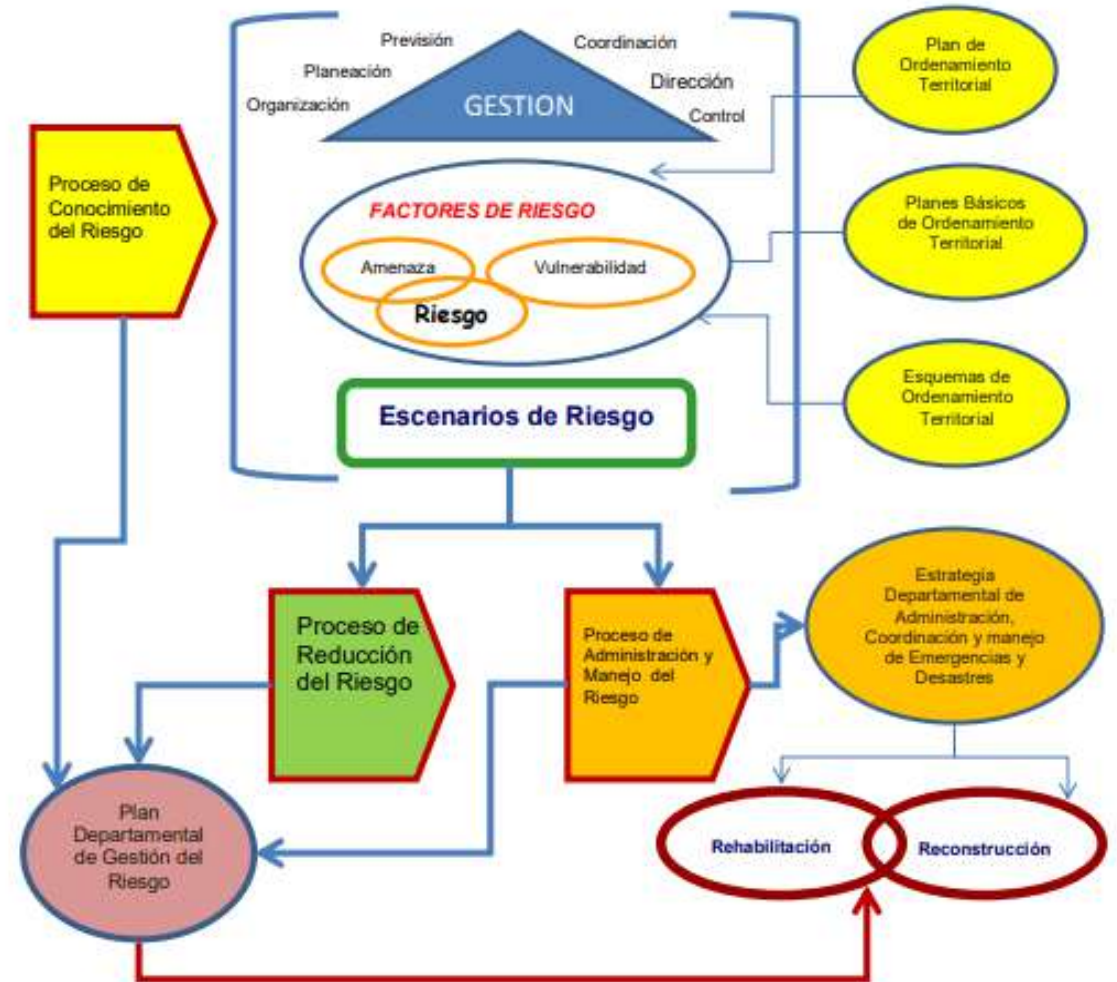 Previsión
Coordinación
Planeación
Dirección
Organización
GESTION
Control
Plan de
Ordenamiento
Territorial
Proceso de
Conocimiento
del Riesgo
FACTORES DE RIESGO
Amenaza
Vulnerabilidad
Riesgo
Planes Básicos
de Ordenamiento
Territorial
Escenarios de Riesgo
Esquemas de
Ordenamiento
Territorial
Proceso de
Reducción
del Riesgo
Proceso de
Administración y
Manejo del
Riesgo
Estrategia
Departamental de
Administración,
Coordinación y manejo
de Emergencias y
Desastres
Plan
Departamental
de Gestión del
Riesgo
Rehabilitación
Reconstrucción